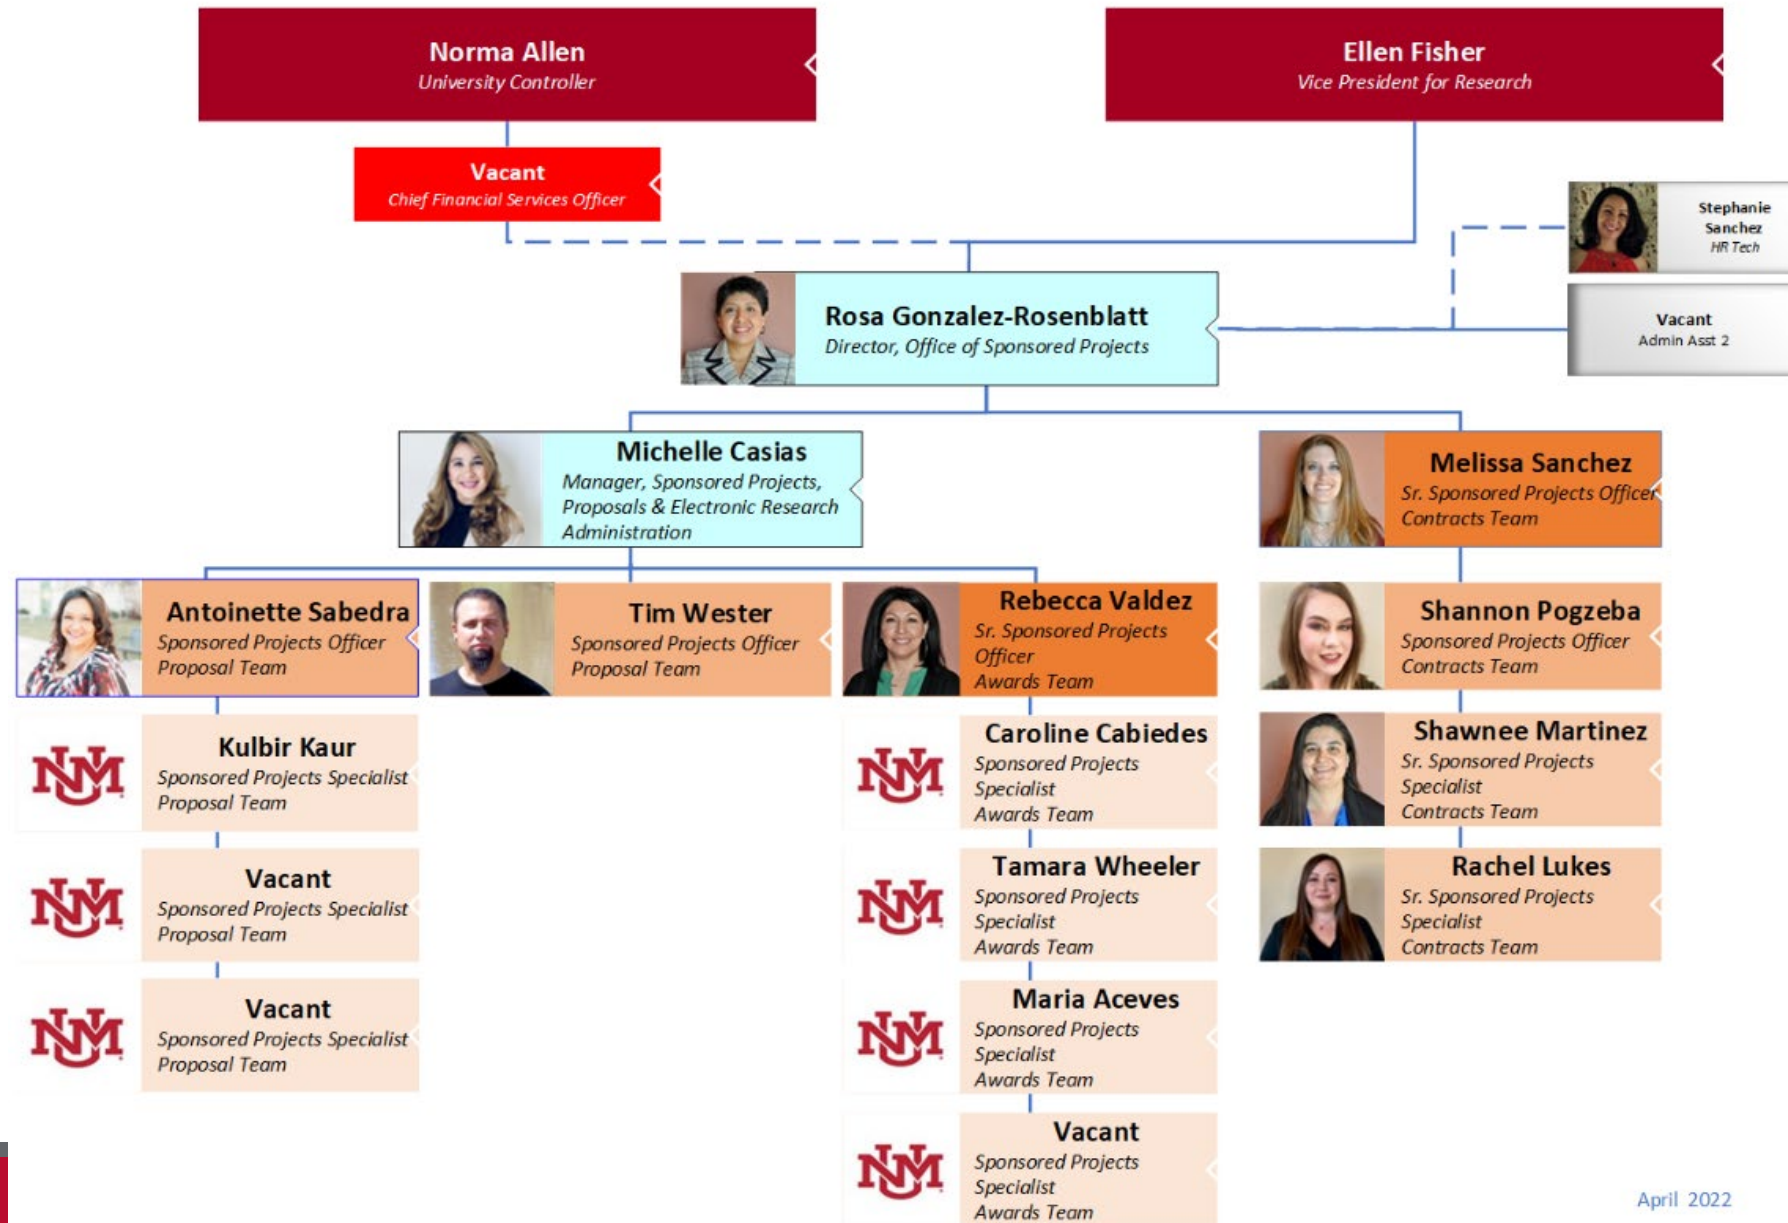 Norma Allen
University Controller
Ellen Fisher
Vice President for Research
Vacant
Chief Financial Services Officer
Stephanie
Sanchez
HR Tech
Vacant
Admin Asst 2
Rosa Gonzalez-Rosenblatt
Director, Office of Sponsored Projects
Michelle Casias
Manager, Sponsored Projects,
Proposals & Electronic Research
Administration
Melissa Sanchez
Sr. Sponsored Projects Officer
Contracts Team
Antoinette Sabedra
Sponsored Projects Officer
Proposal Team
Tim Wester
Sponsored Projects Officer
Proposal Team
Rebecca Valdez
Sr. Sponsored Projects
Officer
Awards Team
Shannon Pogzeba
Sponsored Projects Officer
Contracts Team
NM
U
Kulbir Kaur
Sponsored Projects Specialist
Proposal Team
NM
U
Caroline Cabiedes
Sponsored Projects
Specialist
Awards Team
Shawnee Martinez
Sr. Sponsored Projects
Specialist
Contracts Team
NM
U
Vacant
Sponsored Projects Specialist
Proposal Team
NM
U
Tamara Wheeler
Sponsored Projects
Specialist
Awards Team
Rachel Lukes
Sr. Sponsored Projects
Specialist
Contracts Team
NM
U
Vacant
Sponsored Projects Specialist
Proposal Team
NM
U
Maria Aceves
Sponsored Projects
Specialist
Awards Team
NM
U
Vacant
Sponsored Projects
Specialist
Awards Team
April 2022